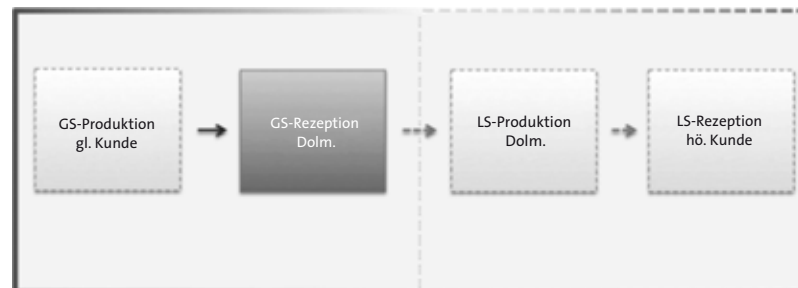 GS-Produktion
gl. Kunde
GS-Rezeption
Dolm.
LS-Produktion
Dolm.
LS-Rezeption
hö. Kunde